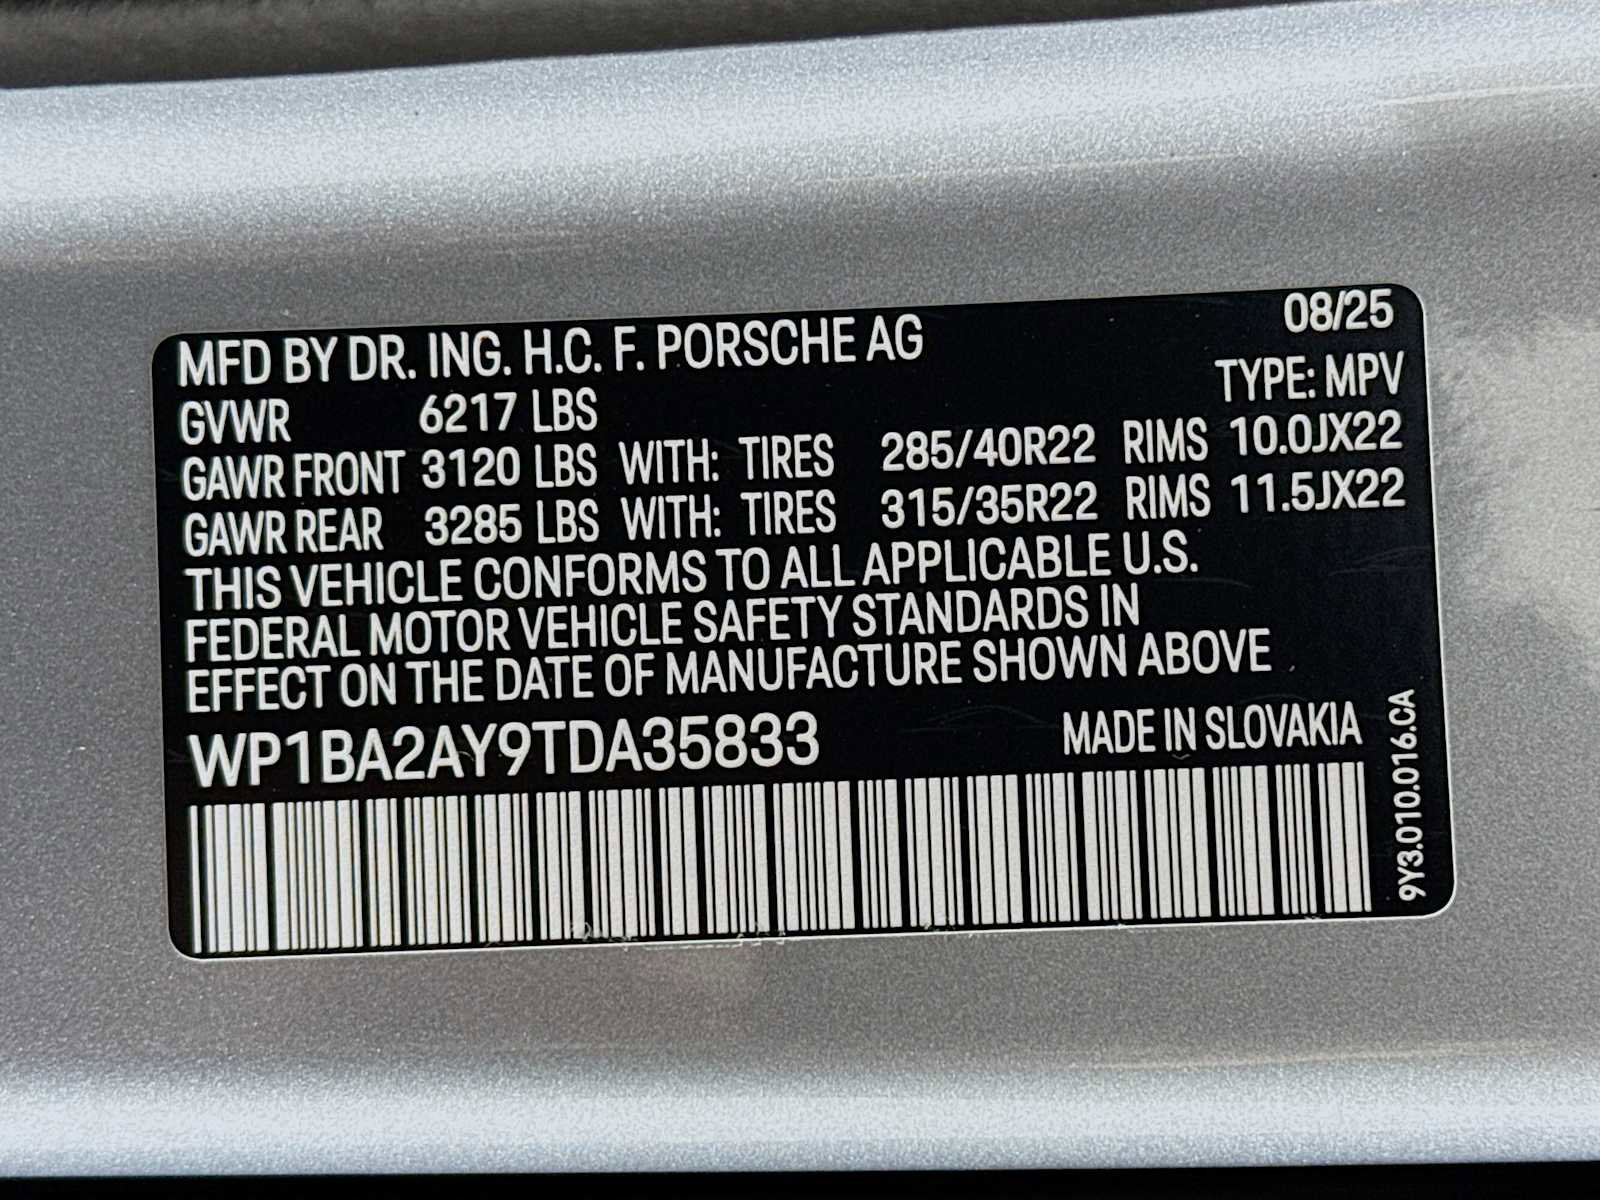 MFD BY DR. ING. H.C. F. PORSCHE AG 08/25
GVWR 6217 LBS TYPE: MPV
GAWR FRONT 3120 LBS WITH: TIRES 285/40R22 RIMS 10.0JX22
GAWR REAR 3285 LBS WITH: TIRES 315/35R22 RIMS 11.5JX22
THIS VEHICLE CONFORMS TO ALL APPLICABLE U.S.
FEDERAL MOTOR VEHICLE SAFETY STANDARDS IN
EFFECT ON THE DATE OF MANUFACTURE SHOWN ABOVE
WP1BA2AY9TDA35833 MADE IN SLOVAKIA
9Y3.010.016.CA